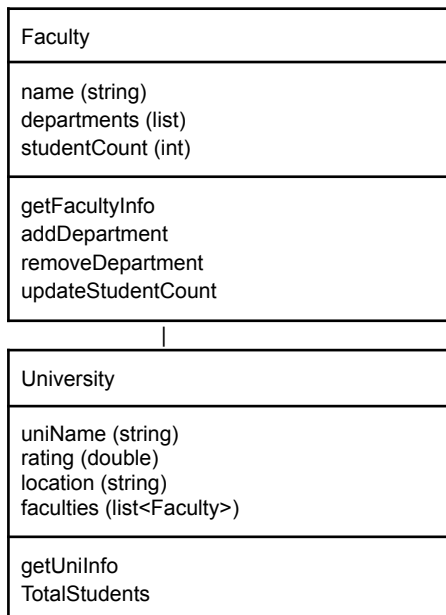 Faculty
name (string)
departments (list)
studentCount (int)
getFacultyInfo
addDepartment
removeDepartment
updateStudentCount
|
University
uniName (string)
rating (double)
location (string)
faculties (list<Faculty>)
getUniInfo
TotalStudents